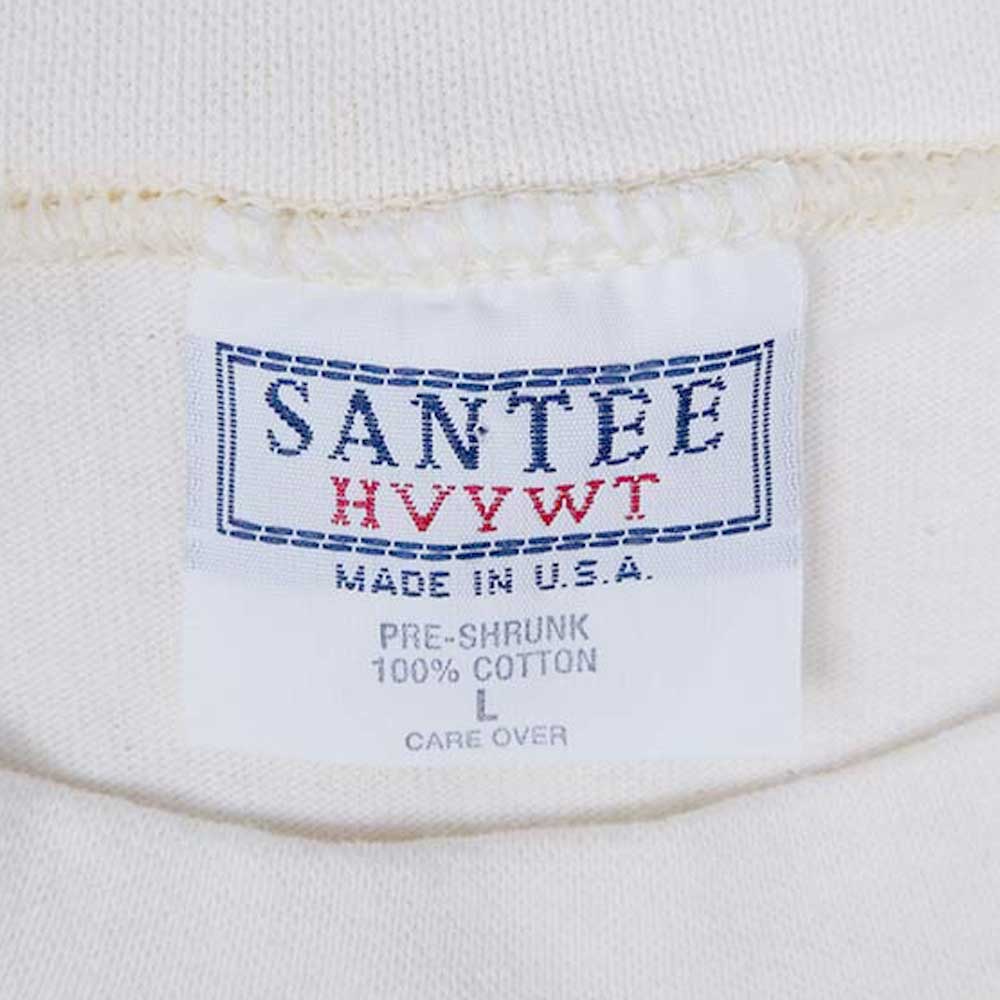 SANTEE
HVYWT
MADE IN U.S.A.
PRE-SHRUNK
100% COTTON
L
CARE OVER